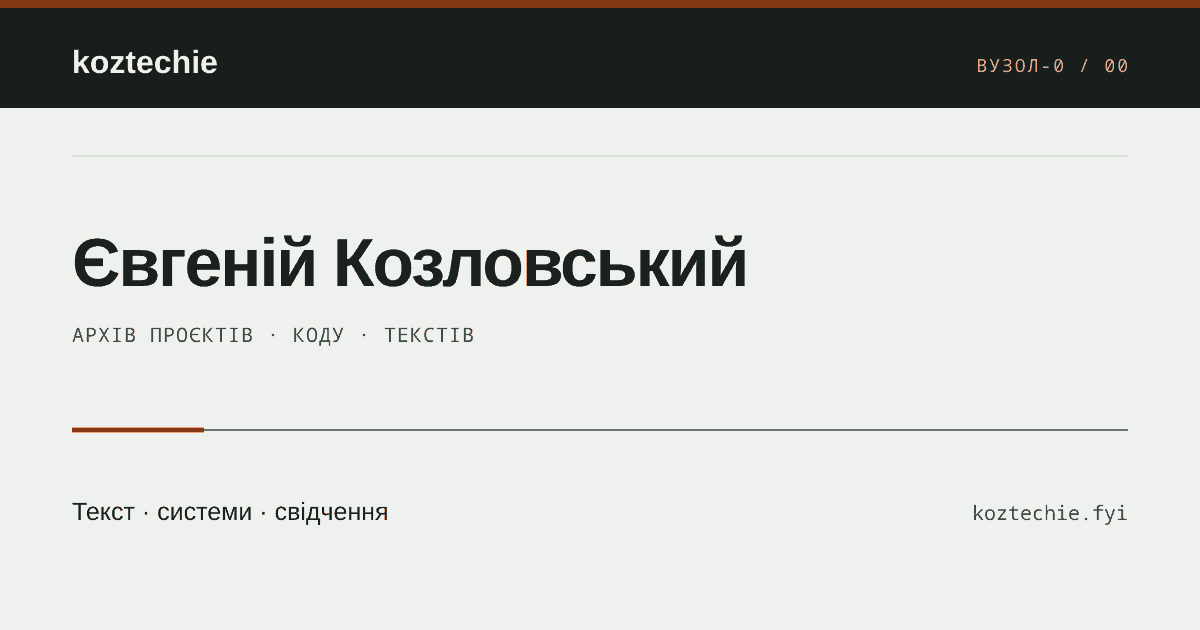 koztechie
ВУЗОЛ-0 / 00
Євгеній Козловський
АРХІВ ПРОЄКТІВ · КОДУ · ТЕКСТІВ
Текст · системи · свідчення
koztechie.fyi